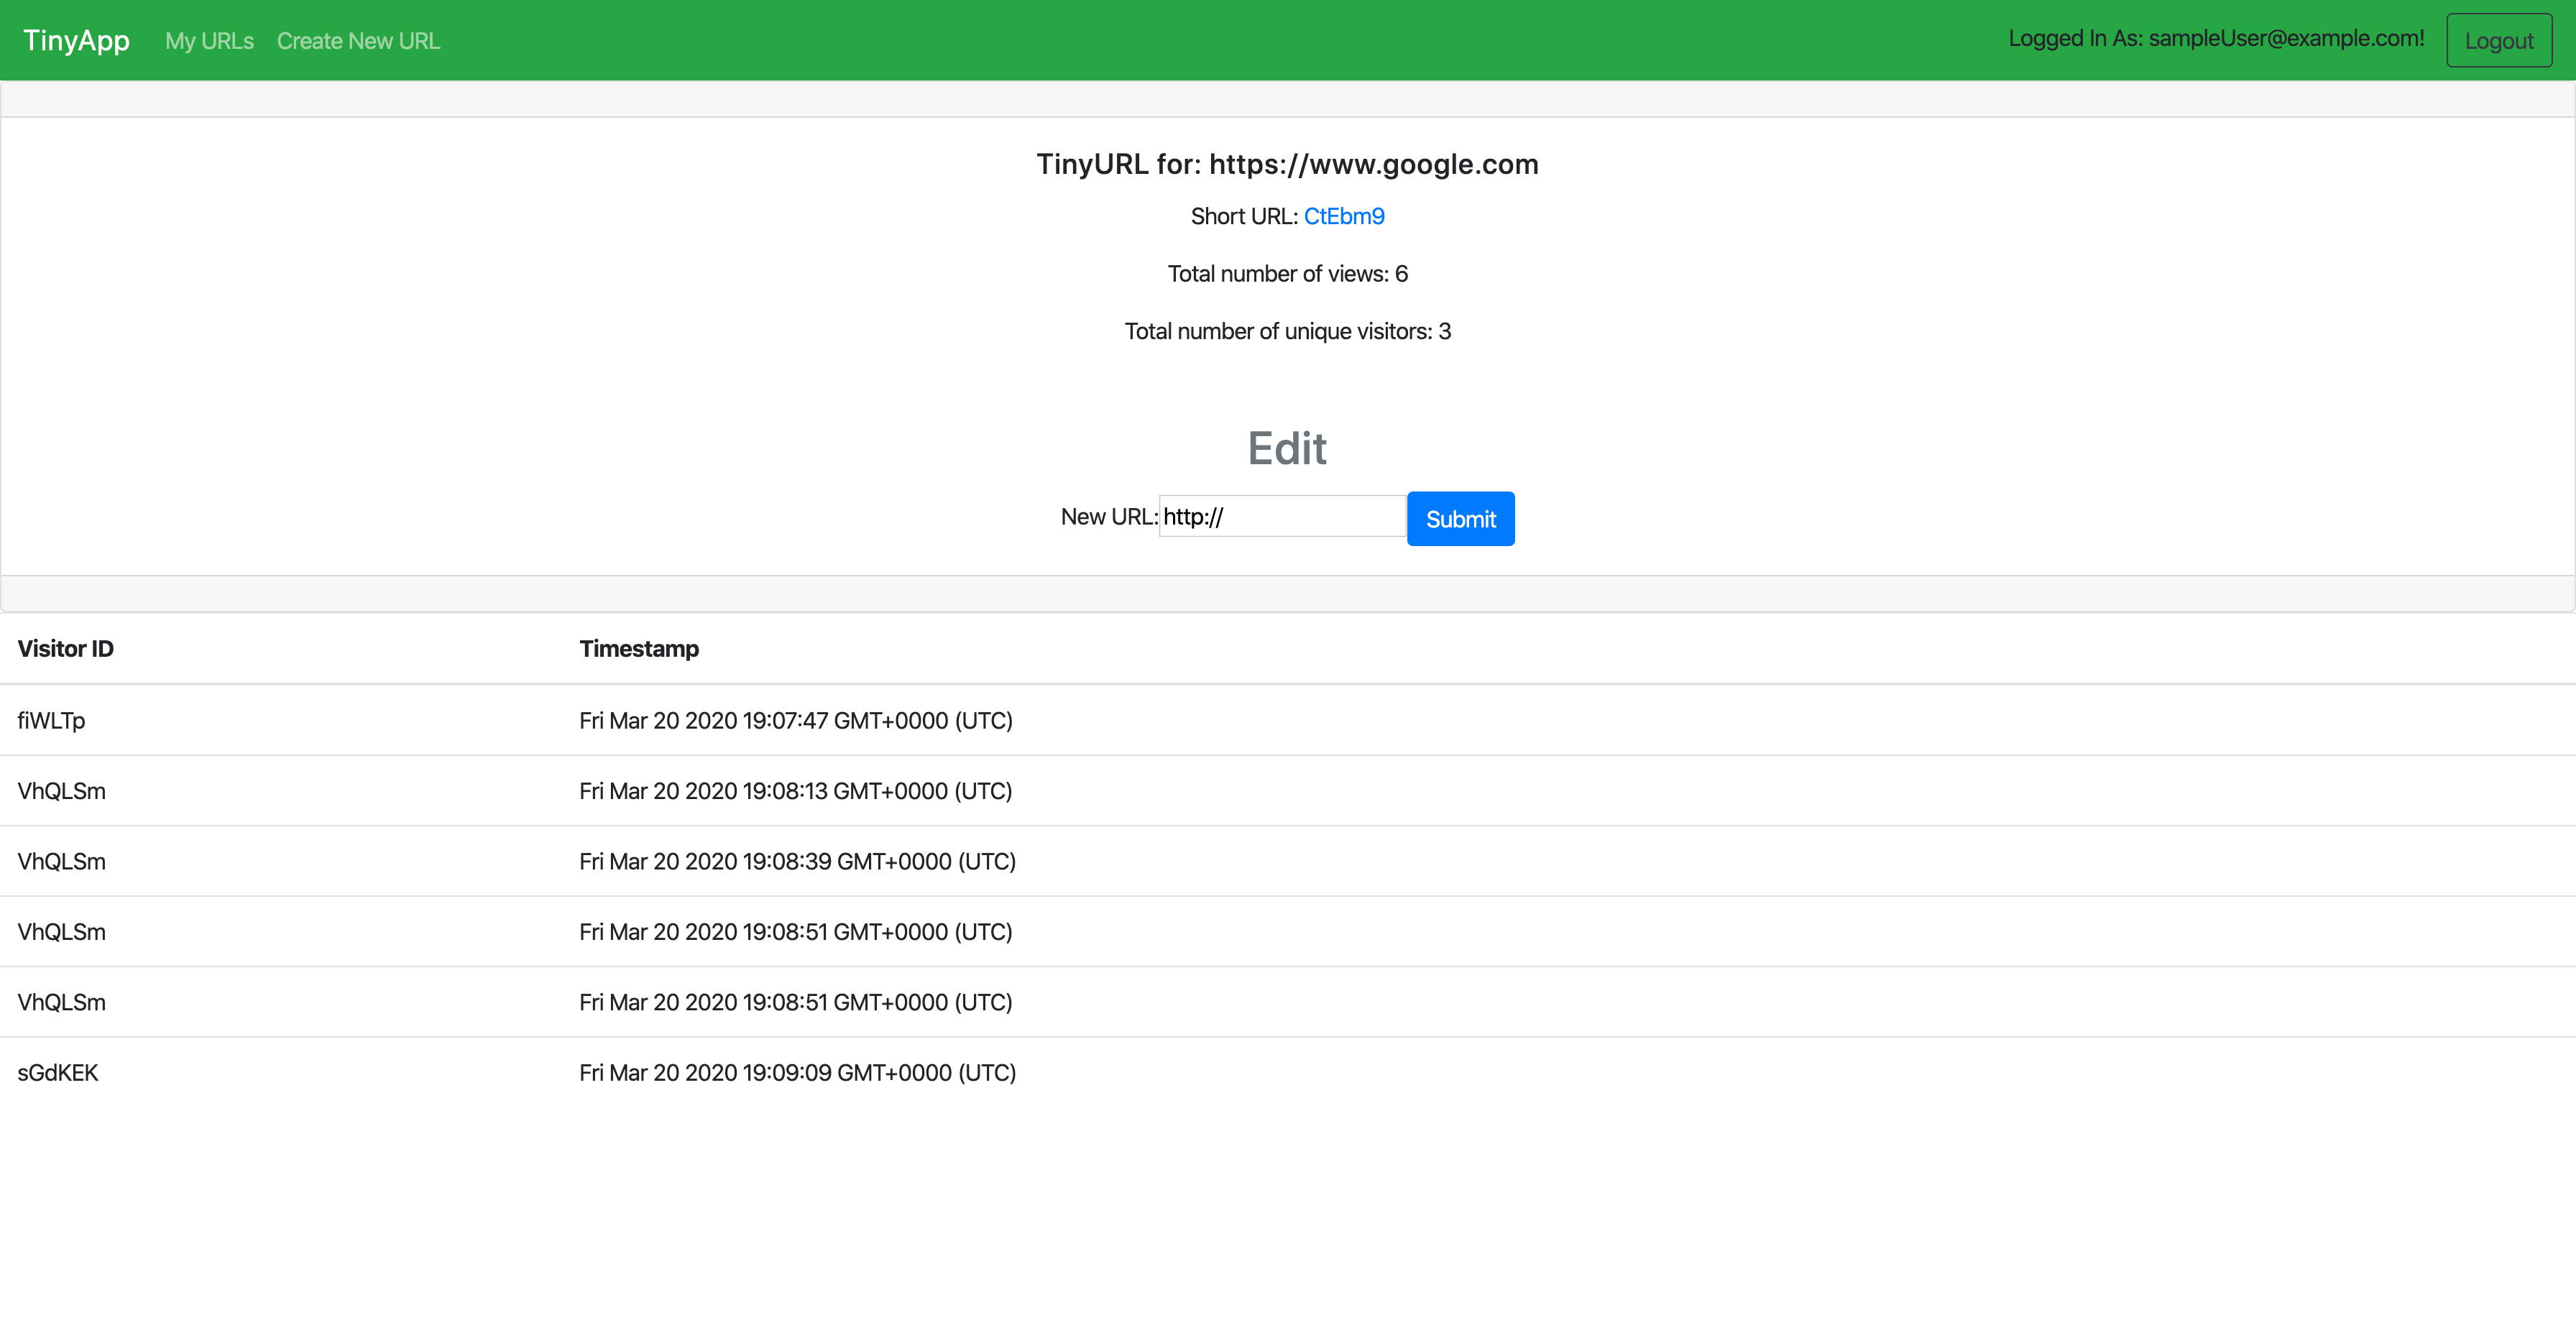 TinyApp My URLs Create New URL Logged In As: sampleUser@example.com! Logout
TinyURL for: https://www.google.com
Short URL: CtEbm9
Total number of views: 6
Total number of unique visitors: 3
Edit
New URL: http:// Submit
Visitor ID Timestamp
fiWLTp Fri Mar 20 2020 19:07:47 GMT+0000 (UTC)
VhQLSm Fri Mar 20 2020 19:08:13 GMT+0000 (UTC)
VhQLSm Fri Mar 20 2020 19:08:39 GMT+0000 (UTC)
VhQLSm Fri Mar 20 2020 19:08:51 GMT+0000 (UTC)
VhQLSm Fri Mar 20 2020 19:08:51 GMT+0000 (UTC)
sGdKEK Fri Mar 20 2020 19:09:09 GMT+0000 (UTC)